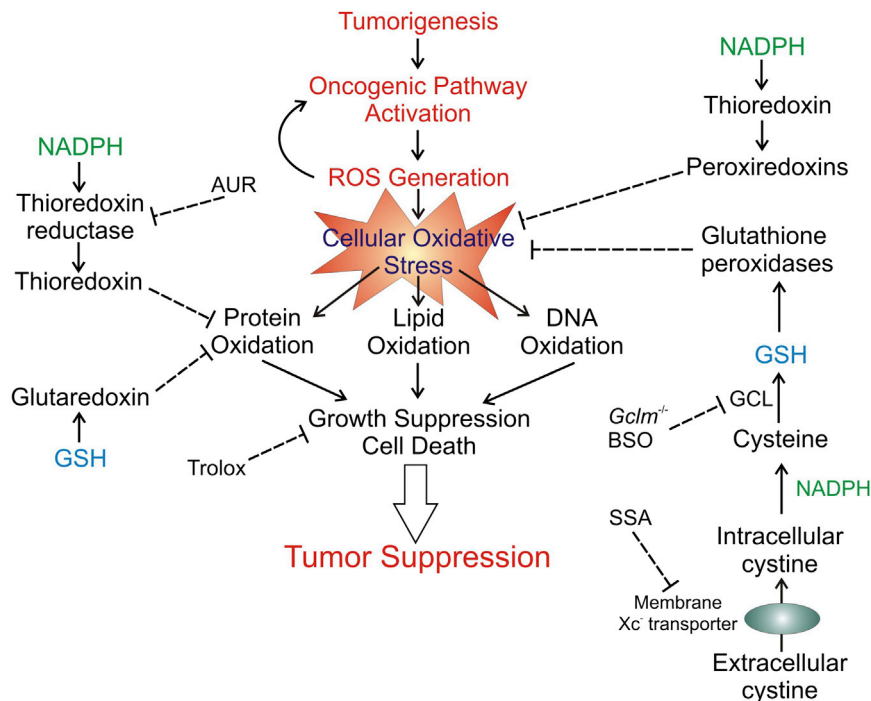 Tumorigenesis
Oncogenic Pathway
Activation
ROS Generation
Cellular Oxidative
Stress
Protein
Oxidation
Lipid
Oxidation
DNA
Oxidation
Growth Suppression
Cell Death
Tumor Suppression
NADPH
Thioredoxin
reductase
AUR
Thioredoxin
Glutaredoxin
GSH
Trolox
NADPH
Thioredoxin
Peroxiredoxins
Glutathione
peroxidases
GSH
GCL
Gclm-/-
BSO
Cysteine
NADPH
SSA
Intracellular
cystine
Membrane
Xc- transporter
Extracellular
cystine